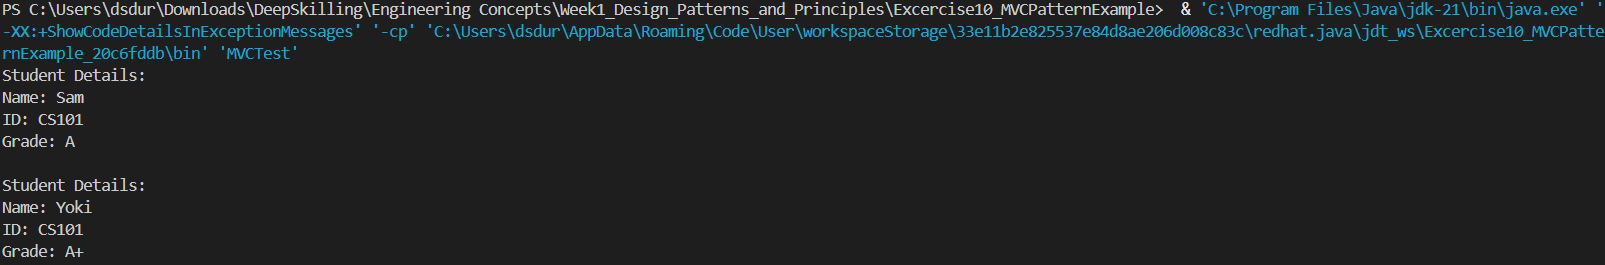 PS C:\Users\dsdur\Downloads\DeepSkilling\Engineering Concepts\Week1_Design_Patterns_and_Principles\Excercise10_MVCPatternExample>  & 'C:\Program Files\Java\jdk-21\bin\java.exe' '
-XX:+ShowCodeDetailsInExceptionMessages' '-cp' 'C:\Users\dsdur\AppData\Roaming\Code\User\workspaceStorage\33e11b2e825537e84d8ae206d008c83c\redhat.java\jdt_ws\Excercise10_MVCPatte
rnExample_20c6fddb\bin' 'MVCTest'
Student Details:
Name: Sam
ID: CS101
Grade: A
Student Details:
Name: Yoki
ID: CS101
Grade: A+